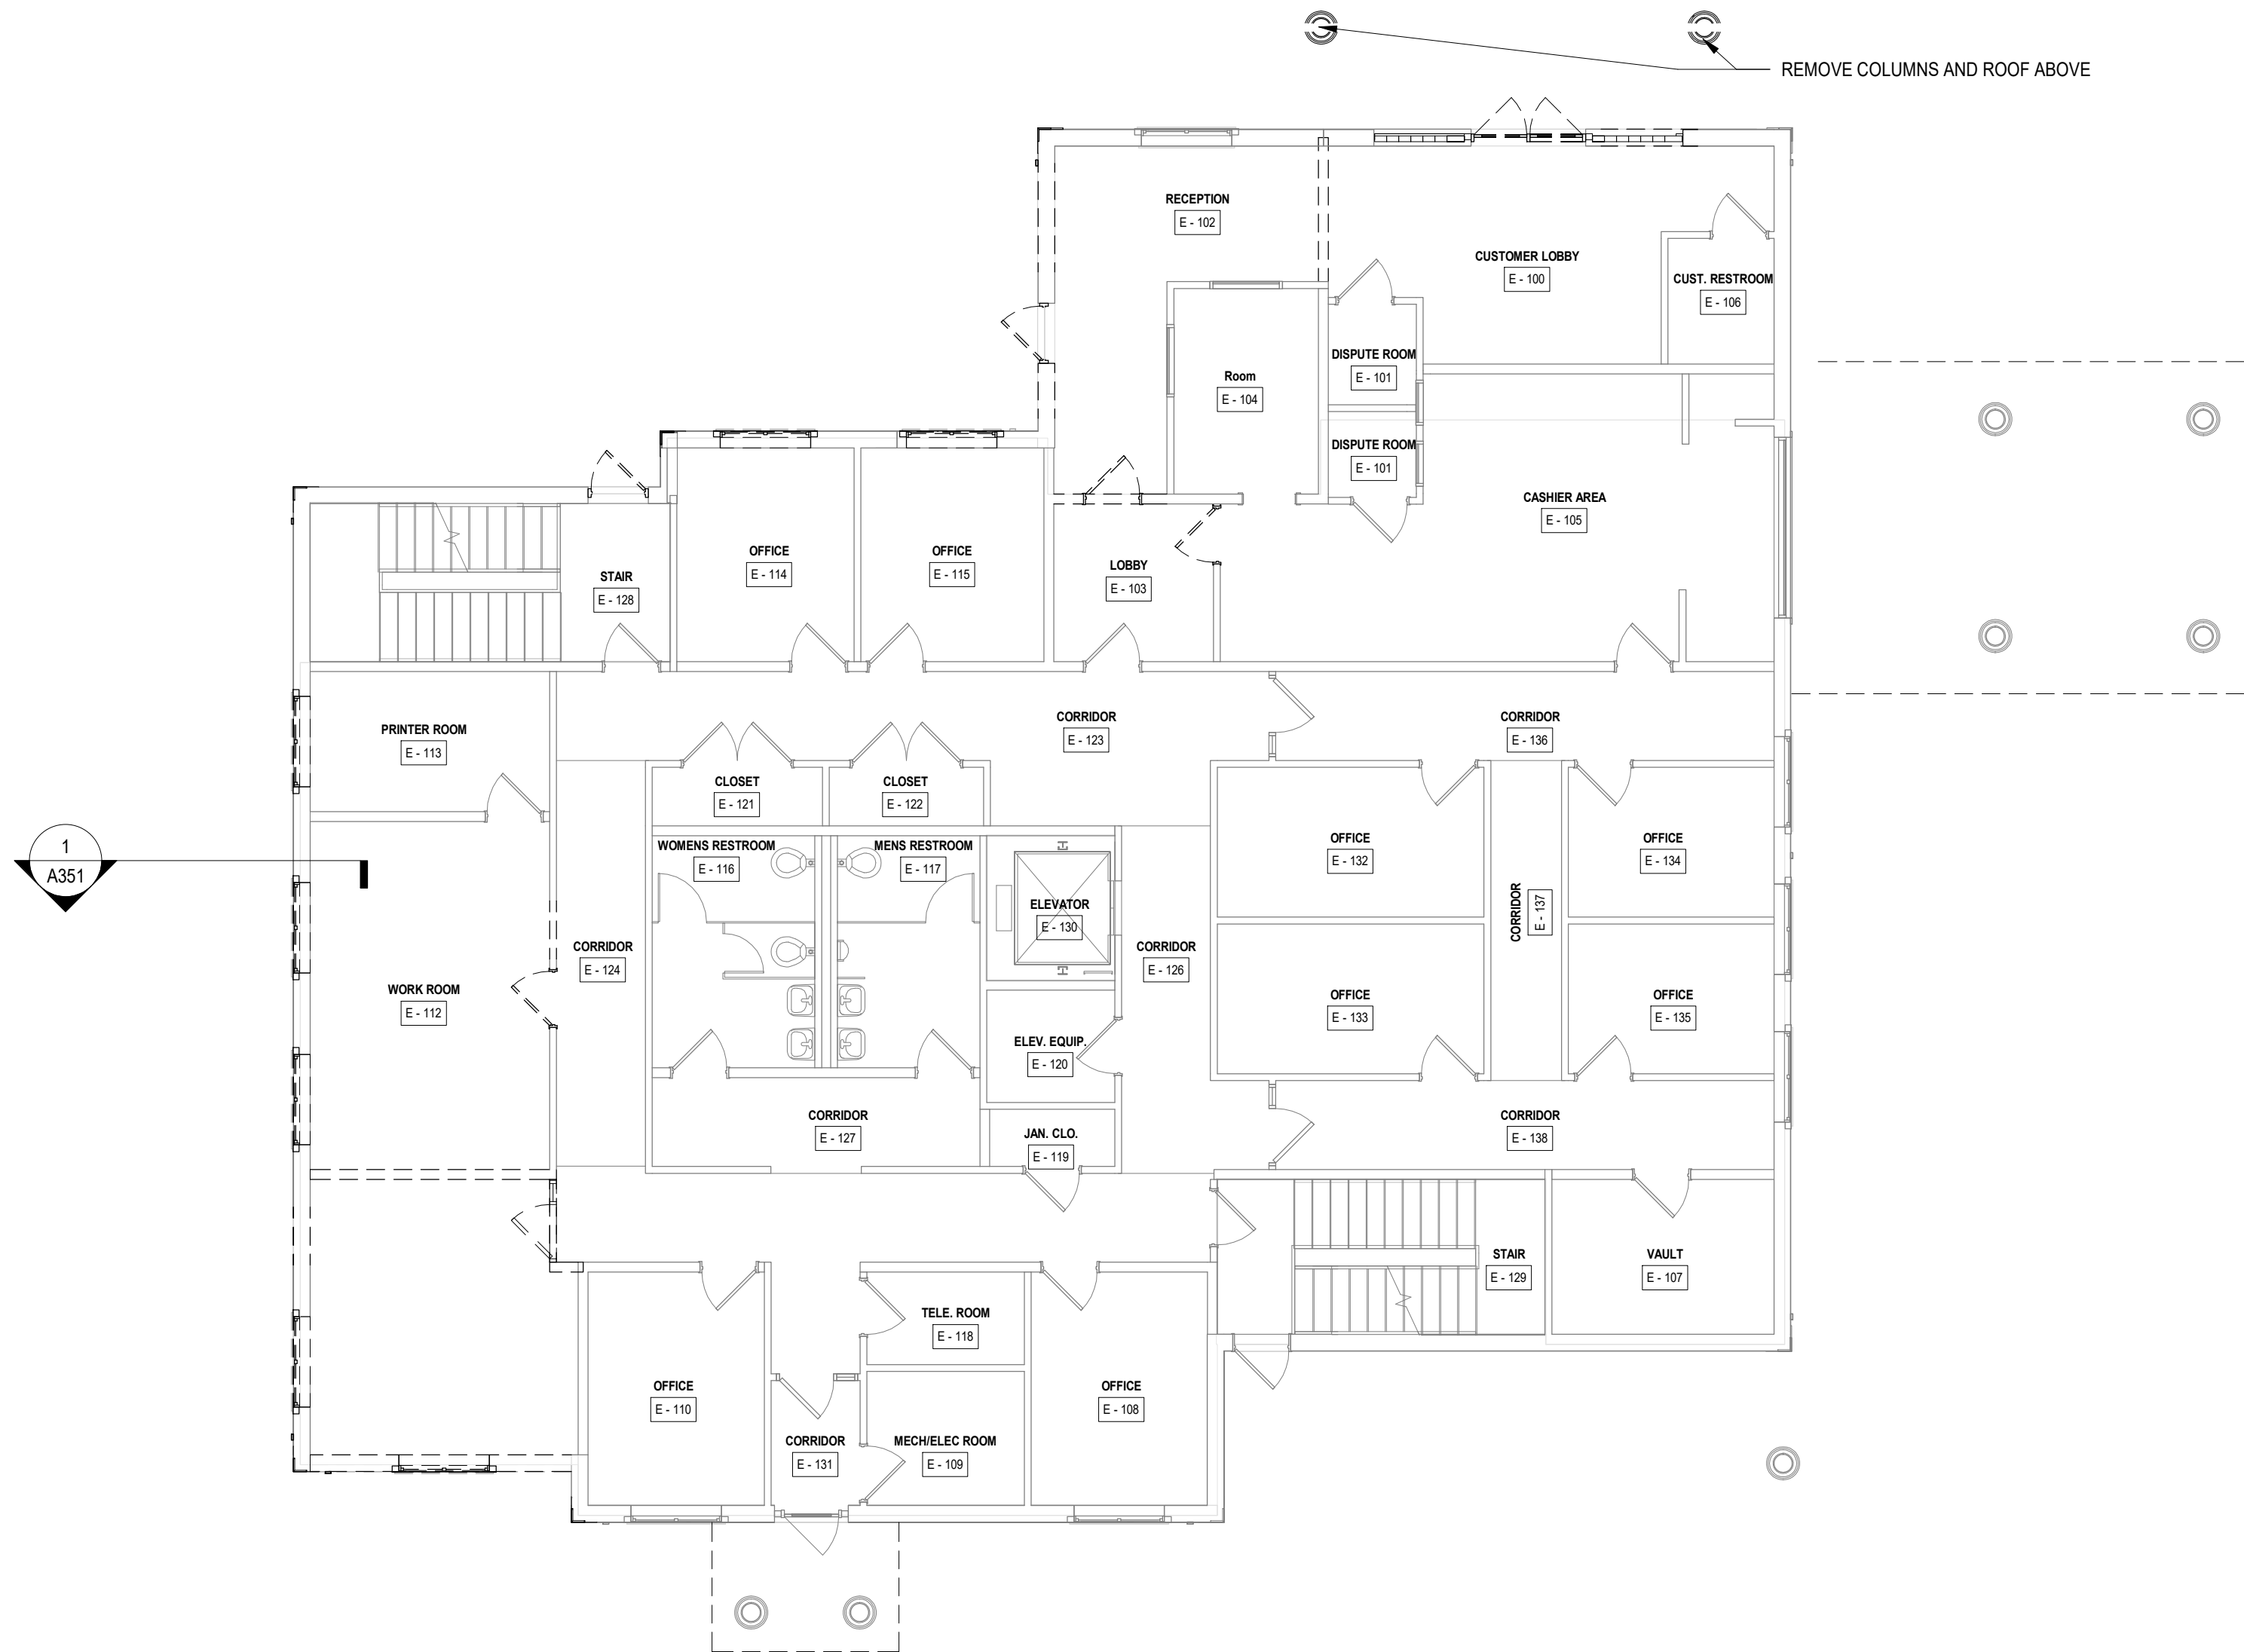 REMOVE COLUMNS AND ROOF ABOVE
RECEPTION
E - 102
CUSTOMER LOBBY
E - 100
CUST. RESTROOM
E - 106
DISPUTE ROOM
E - 101
Room
E - 104
DISPUTE ROOM
E - 101
CASHIER AREA
E - 105
OFFICE
E - 114
OFFICE
E - 115
LOBBY
E - 103
STAIR
E - 128
PRINTER ROOM
E - 113
CORRIDOR
E - 123
CORRIDOR
E - 136
CLOSET
E - 121
CLOSET
E - 122
1
A351
WOMENS RESTROOM
E - 116
MENS RESTROOM
E - 117
OFFICE
E - 132
OFFICE
E - 134
ELEVATOR
E - 130
CORRIDOR
E - 137
CORRIDOR
E - 124
CORRIDOR
E - 126
WORK ROOM
E - 112
OFFICE
E - 133
OFFICE
E - 135
ELEV. EQUIP.
E - 120
CORRIDOR
E - 127
JAN. CLO.
E - 119
CORRIDOR
E - 138
STAIR
E - 129
VAULT
E - 107
TELE. ROOM
E - 118
OFFICE
E - 110
OFFICE
E - 108
CORRIDOR
E - 131
MECH/ELEC ROOM
E - 109